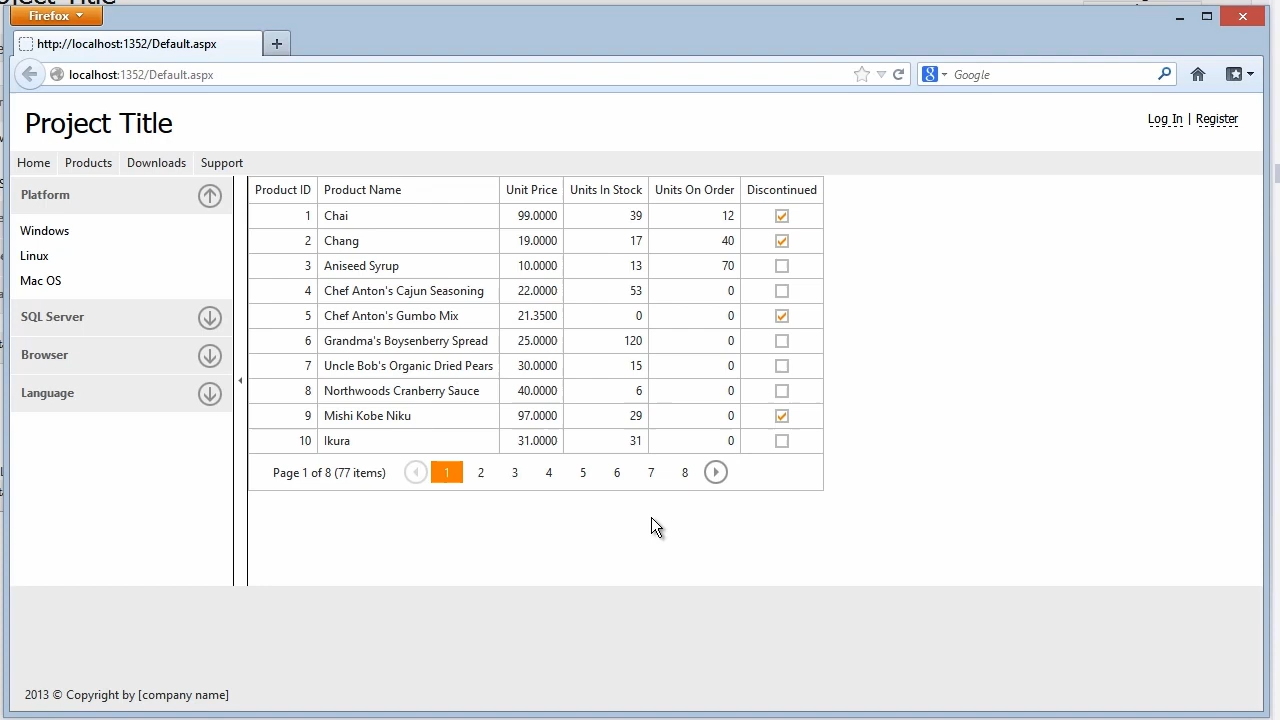 Firefox
http://localhost:1352/Default.aspx
localhost:1352/Default.aspx
Google
Project Title
Log In | Register
Home Products Downloads Support
Platform
Windows
Linux
Mac OS
SQL Server
Browser
Language
Product ID Product Name Unit Price Units In Stock Units On Order Discontinued
1 Chai 99.0000 39 12
2 Chang 19.0000 17 40
3 Aniseed Syrup 10.0000 13 70
4 Chef Anton's Cajun Seasoning 22.0000 53 0
5 Chef Anton's Gumbo Mix 21.3500 0 0
6 Grandma's Boysenberry Spread 25.0000 120 0
7 Uncle Bob's Organic Dried Pears 30.0000 15 0
8 Northwoods Cranberry Sauce 40.0000 6 0
9 Mishi Kobe Niku 97.0000 29 0
10 Ikura 31.0000 31 0
Page 1 of 8 (77 items) 1 2 3 4 5 6 7 8
2013 © Copyright by [company name]